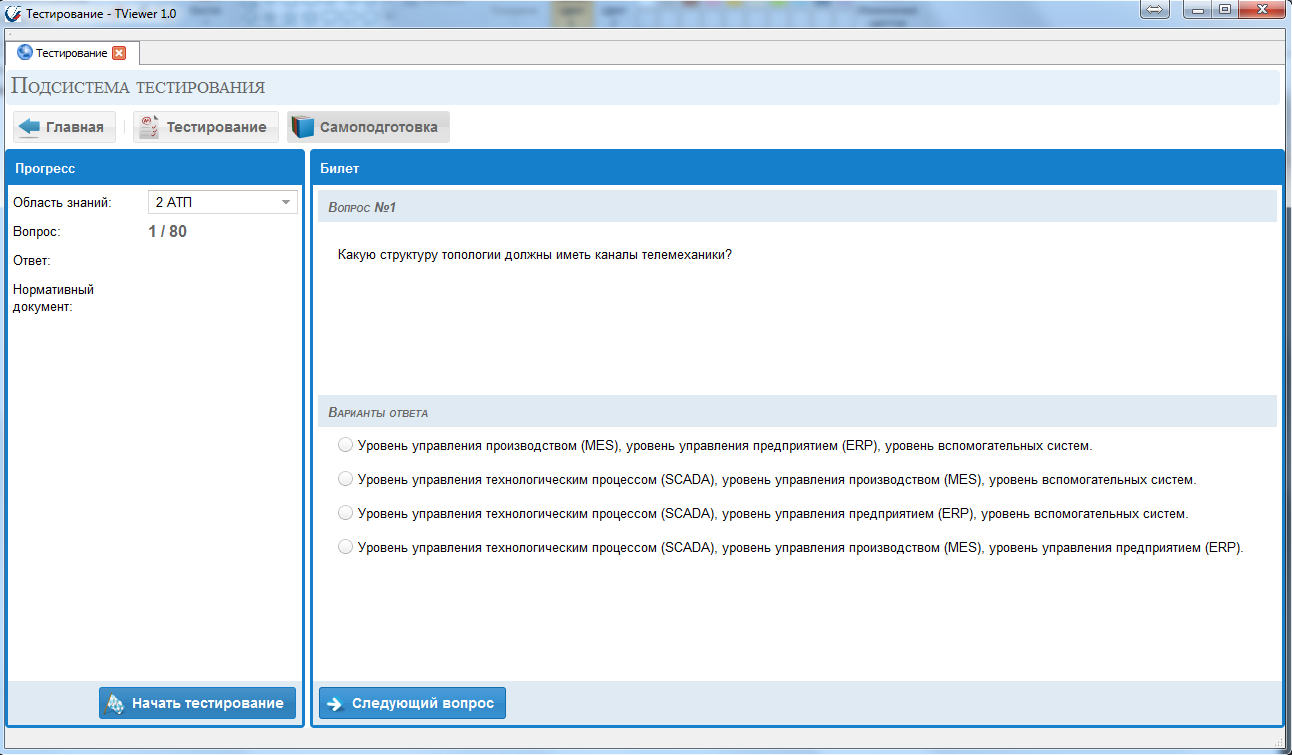 Тестирование - TViewer 1.0
Тестирование
Подсистема тестирования
Главная
Тестирование
Самоподготовка
Прогресс
Область знаний: 2 АТП
Вопрос: 1 / 80
Ответ:
Нормативный
документ:
Начать тестирование
Билет
Вопрос №1
Какую структуру топологии должны иметь каналы телемеханики?
Варианты ответа
Уровень управления производством (MES), уровень управления предприятием (ERP), уровень вспомогательных систем.
Уровень управления технологическим процессом (SCADA), уровень управления производством (MES), уровень вспомогательных систем.
Уровень управления технологическим процессом (SCADA), уровень управления предприятием (ERP), уровень вспомогательных систем.
Уровень управления технологическим процессом (SCADA), уровень управления производством (MES), уровень управления предприятием (ERP).
Следующий вопрос